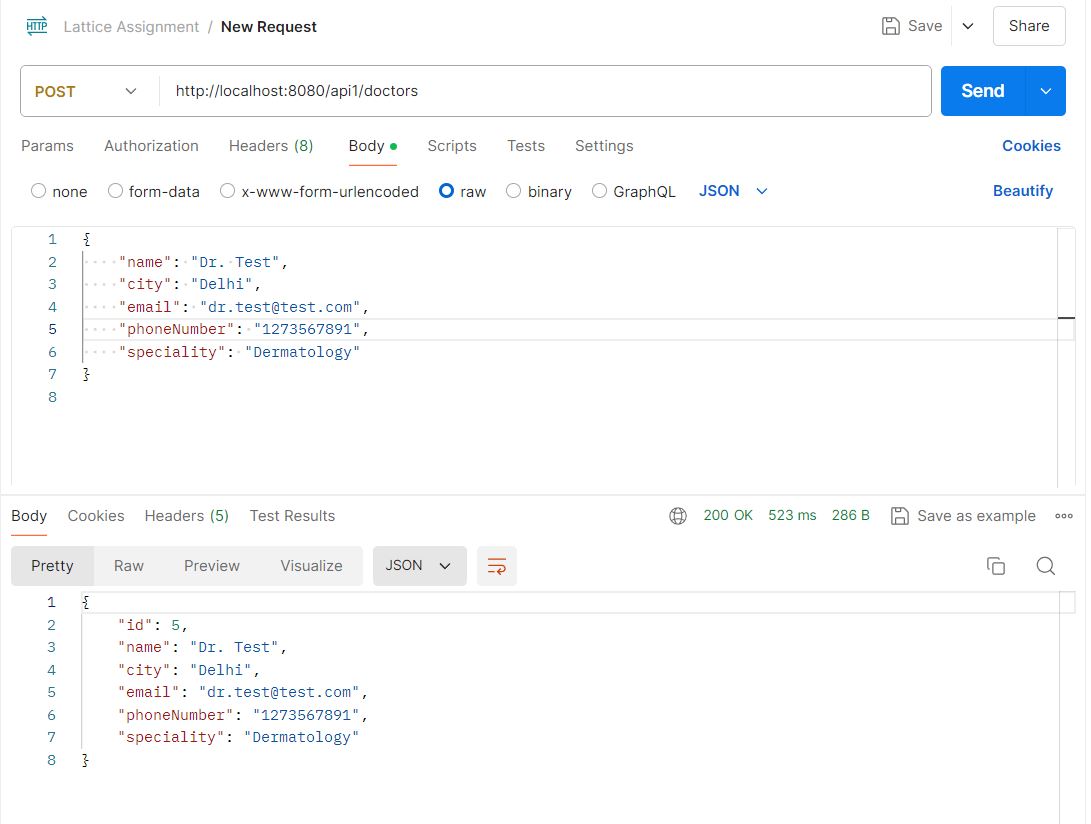 HTTP Lattice Assignment / New Request Save Share
POST http://localhost:8080/api1/doctors Send
Params Authorization Headers (8) Body Scripts Tests Settings Cookies
none form-data x-www-form-urlencoded raw binary GraphQL JSON Beautify
1 {
2 "name": "Dr. Test",
3 "city": "Delhi",
4 "email": "dr.test@test.com",
5 "phoneNumber": "1273567891",
6 "speciality": "Dermatology"
7 }
8
Body Cookies Headers (5) Test Results 200 OK 523 ms 286 B Save as example
Pretty Raw Preview Visualize JSON
1 {
2 "id": 5,
3 "name": "Dr. Test",
4 "city": "Delhi",
5 "email": "dr.test@test.com",
6 "phoneNumber": "1273567891",
7 "speciality": "Dermatology"
8 }